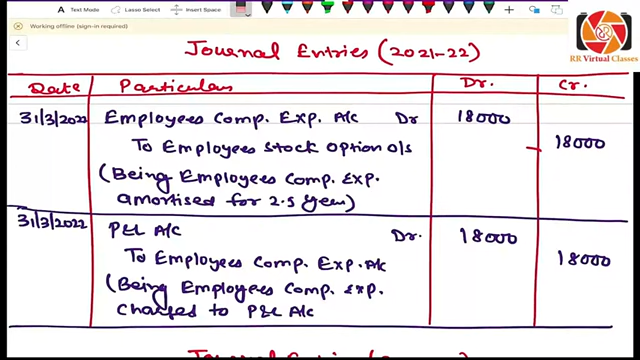 Text Mode
Lasso Select
Insert Space
Working offline (sign-in required)
RR Virtual Classes
Journal Entries (2021-22)
Date Particulars Dr. Cr.
31/3/2022 Employees Comp. Exp. A/c Dr 18000
To Employees Stock Option o/s 18000
(Being Employees Comp. Exp.
amortised for 2.5 Years)
31/3/2022 P&L A/c Dr. 18000
To Employees Comp. Exp. A/c 18000
(Being Employees Comp. Exp.
charged to P&L A/c